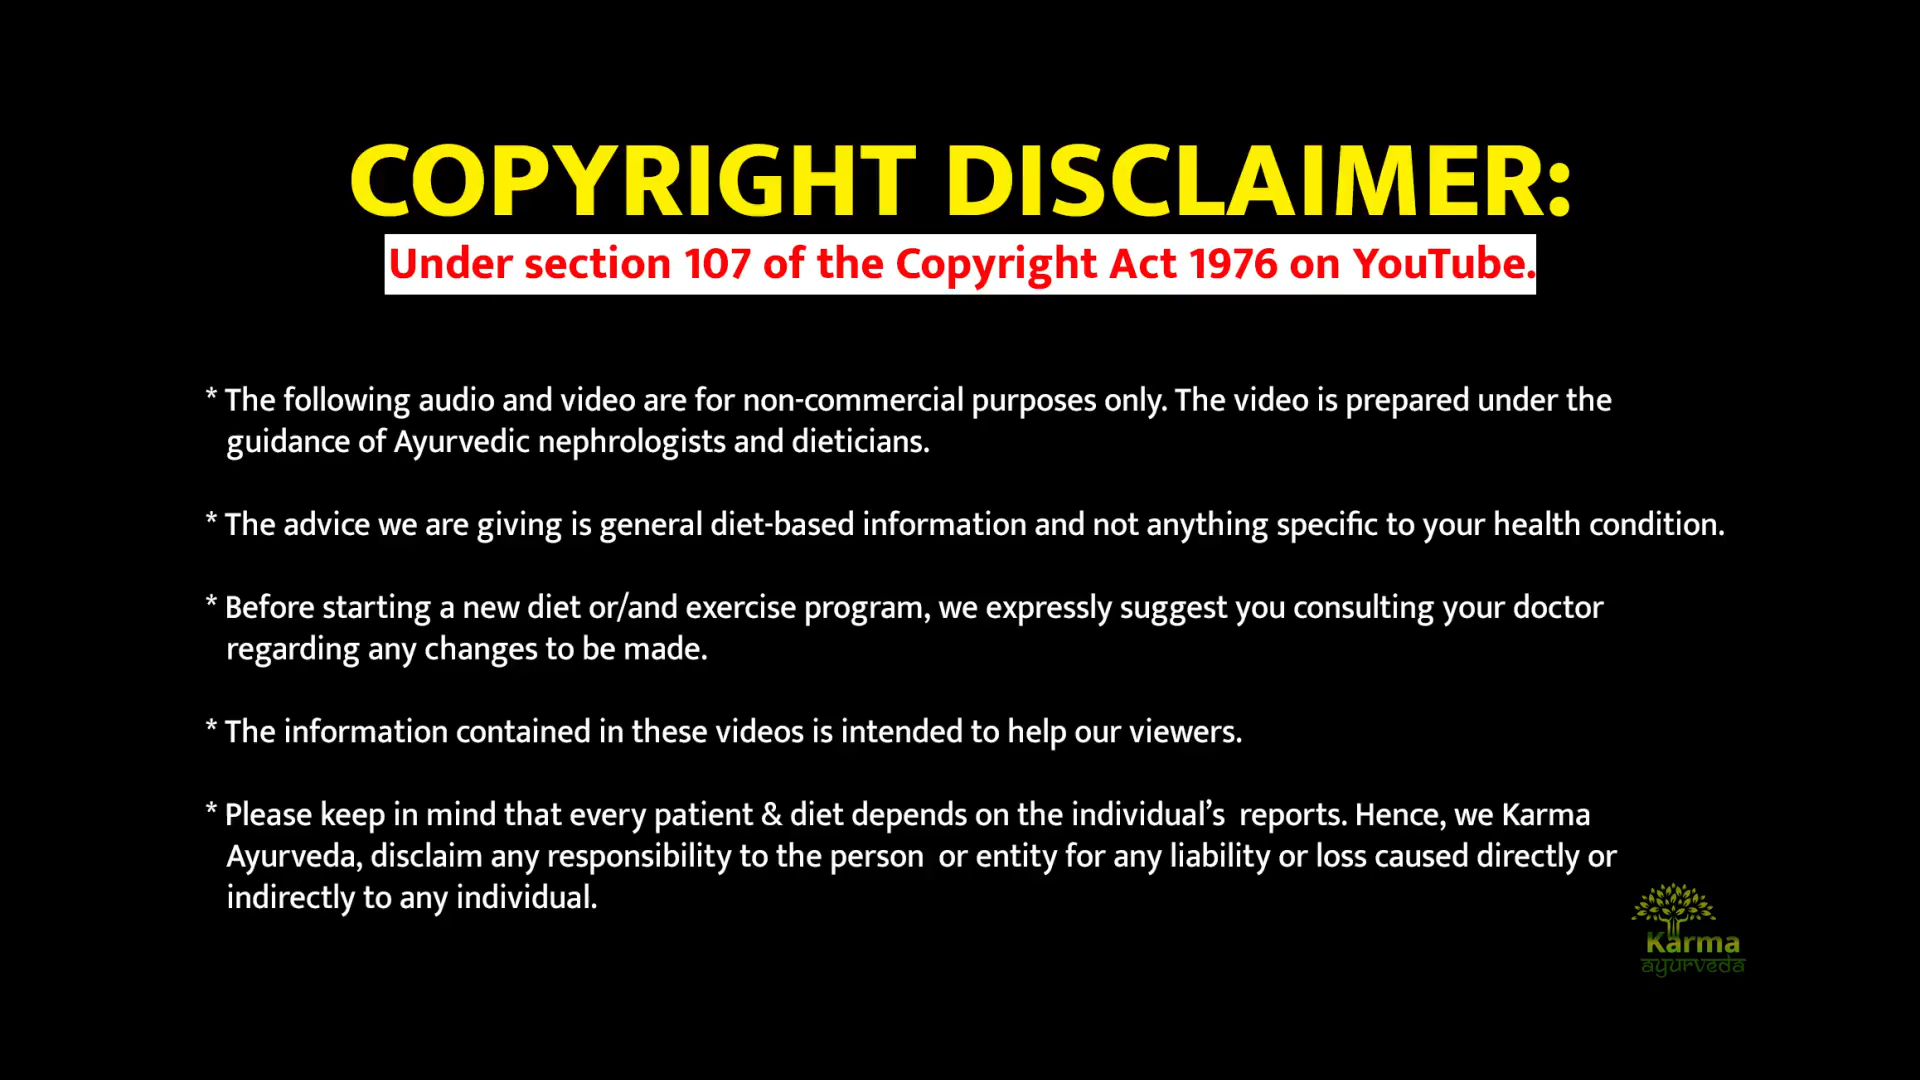 COPYRIGHT DISCLAIMER:
Under section 107 of the Copyright Act 1976 on YouTube.
* The following audio and video are for non-commercial purposes only. The video is prepared under the
guidance of Ayurvedic nephrologists and dieticians.
* The advice we are giving is general diet-based information and not anything specific to your health condition.
* Before starting a new diet or/and exercise program, we expressly suggest you consulting your doctor
regarding any changes to be made.
* The information contained in these videos is intended to help our viewers.
* Please keep in mind that every patient & diet depends on the individual’s  reports. Hence, we Karma
Ayurveda, disclaim any responsibility to the person  or entity for any liability or loss caused directly or
indirectly to any individual.
Karma
ayurveda